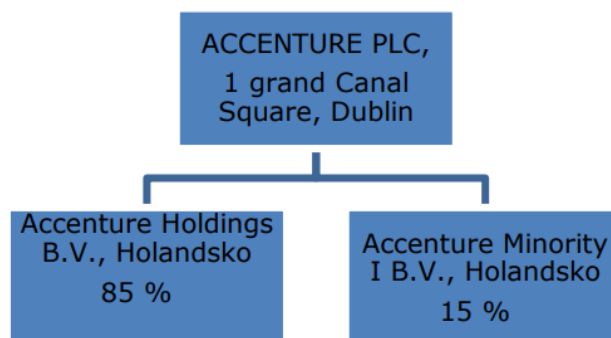 ACCENTURE PLC,
1 grand Canal
Square, Dublin
Accenture Holdings
B.V., Holandsko
85 %
Accenture Minority
I B.V., Holandsko
15 %